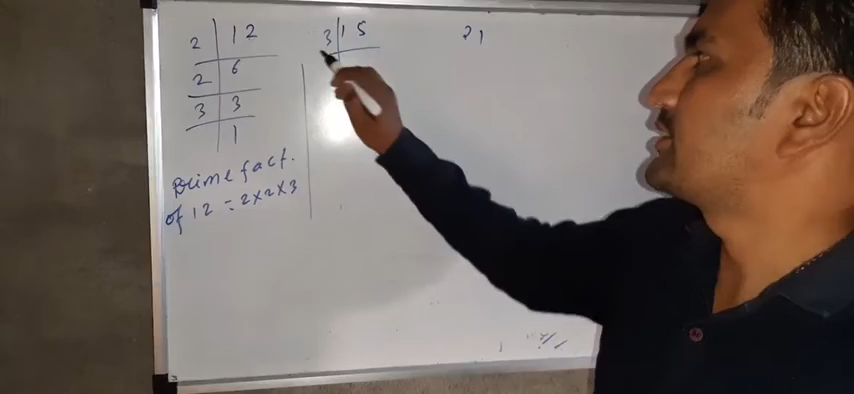 2 | 12
2 | 6
3 | 3
1
Prime fact.
of 12 = 2×2×3
3 | 15
21